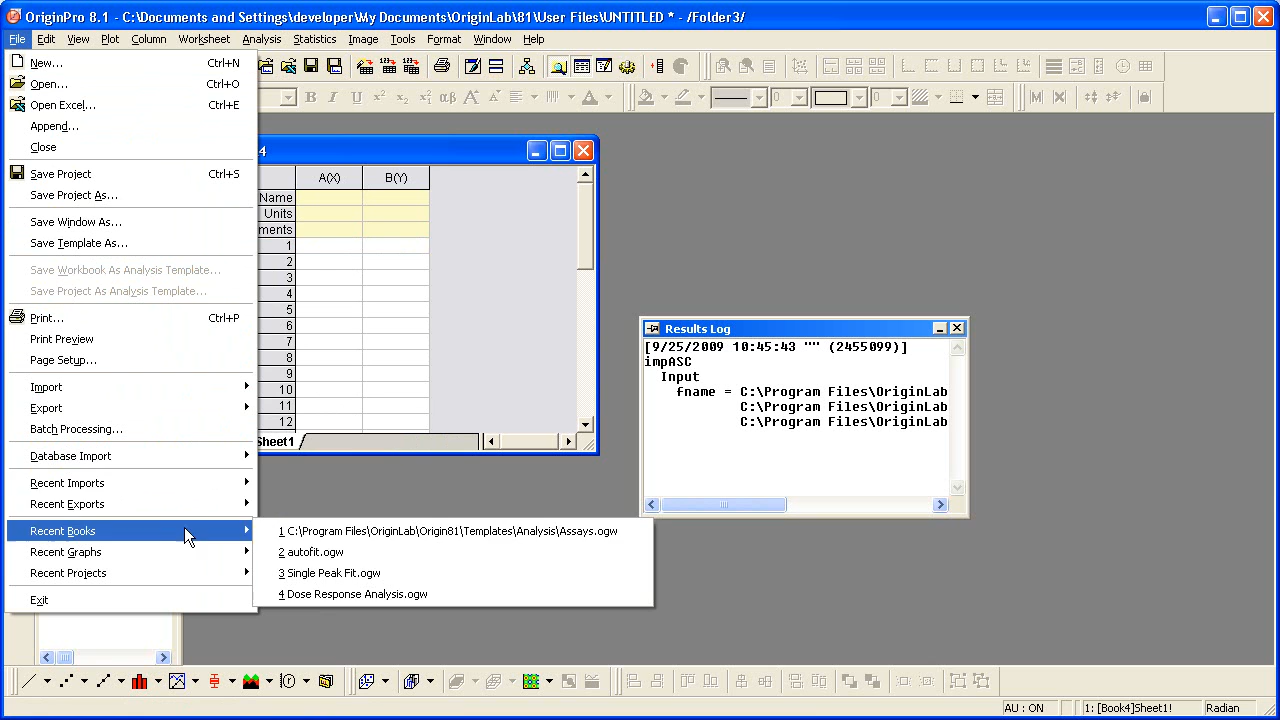 OriginPro 8.1 - C:\Documents and Settings\developer\My Documents\OriginLab\81\User Files\UNTITLED * - /Folder3/
File Edit View Plot Column Worksheet Analysis Statistics Image Tools Format Window Help
New... Ctrl+N
Open... Ctrl+O
Open Excel... Ctrl+E
Append...
Close
Save Project Ctrl+S
Save Project As...
Save Window As...
Save Template As...
Save Workbook As Analysis Template...
Save Project As Analysis Template...
Print... Ctrl+P
Print Preview
Page Setup...
Import
Export
Batch Processing...
Database Import
Recent Imports
Recent Exports
Recent Books
Recent Graphs
Recent Projects
Exit
1 C:\Program Files\OriginLab\Origin81\Templates\Analysis\Assays.ogw
2 autofit.ogw
3 Single Peak Fit.ogw
4 Dose Response Analysis.ogw
B I U x² x₂ x₁² αβ A A A
0 0
4
A(X) B(Y)
Name
Units
ments
1
2
3
4
5
6
7
8
9
10
11
12
Sheet1
Results Log
[9/25/2009 10:45:43 "" (2455099)]
impASC
Input
fname = C:\Program Files\OriginLab
C:\Program Files\OriginLab
C:\Program Files\OriginLab
AU : ON 1: [Book4]Sheet1! Radian